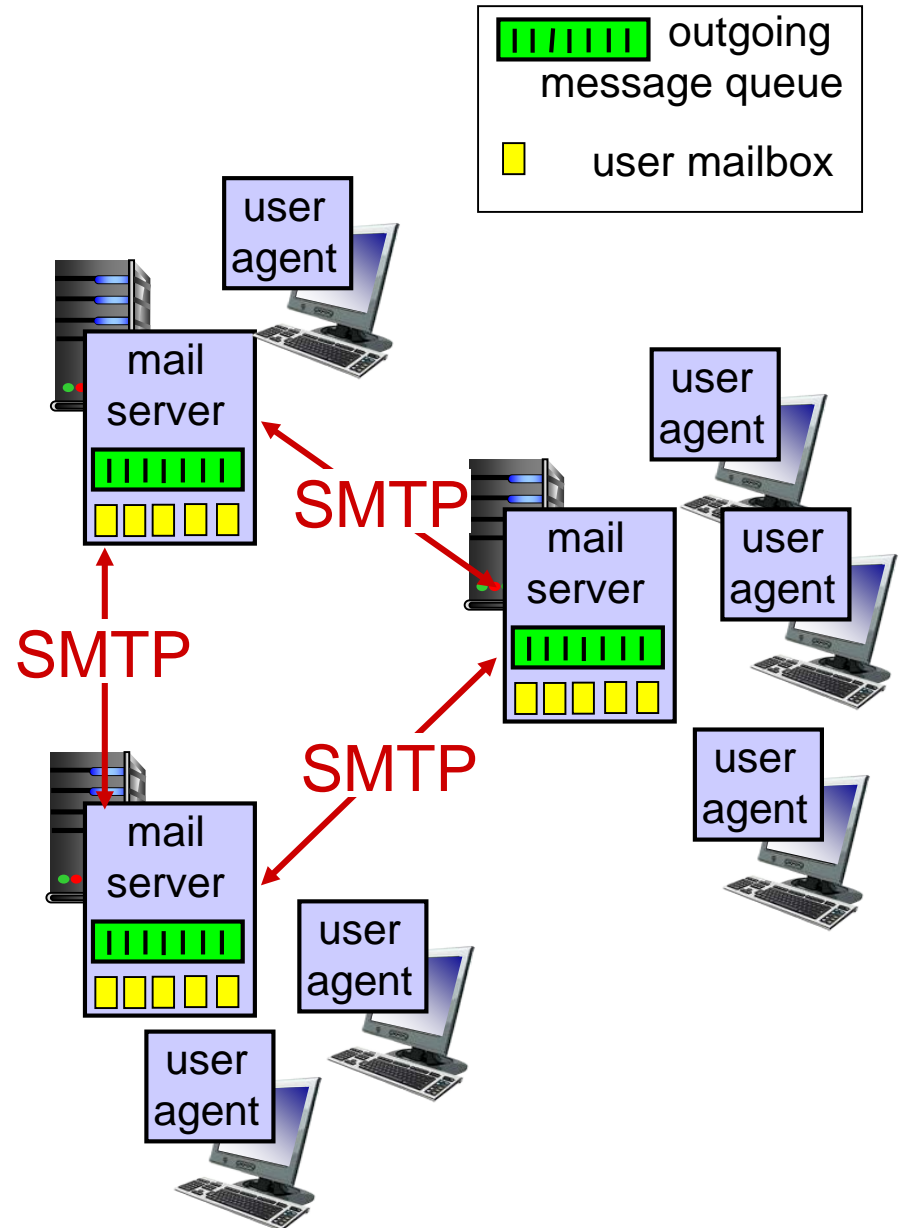 outgoing
message queue
user mailbox
user
agent
mail
server
user
agent
SMTP
mail
server
user
agent
SMTP
SMTP
user
agent
mail
server
user
agent
user
agent